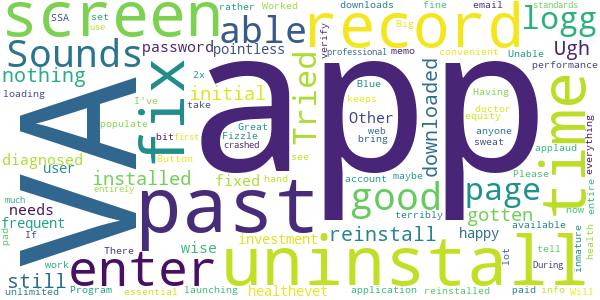 screen
SSA
set
use
rather
Worked
downloads
fine
email
standards
able
password
pointless
record
Big
verify
memo
professional
convenient
logg
Unable
Ugh
performance
Sounds
nothing
loading
I've
populate
fix
2x
take
initial
app
Tried
Blue
keeps
Other
web
bring
downloaded
Having
doctor
equity
anyone
sweat
time
everything
VA
diagnosed
user
bit
first
Button
Great
Fizzle
crashed
see
applaud
Please
entirely
installed
fixed
hand
account
maybe
good
page
now
entire
much
needs
frequent
If
past
terribly
gotten
available
health
pad
There
wise
investment
reinstall
happy
lot
tell
During
inmature
info
still
work
enter
uninstall
unlimited
Program
essential
launching
healthevet
application
reinstalled
paid
Will